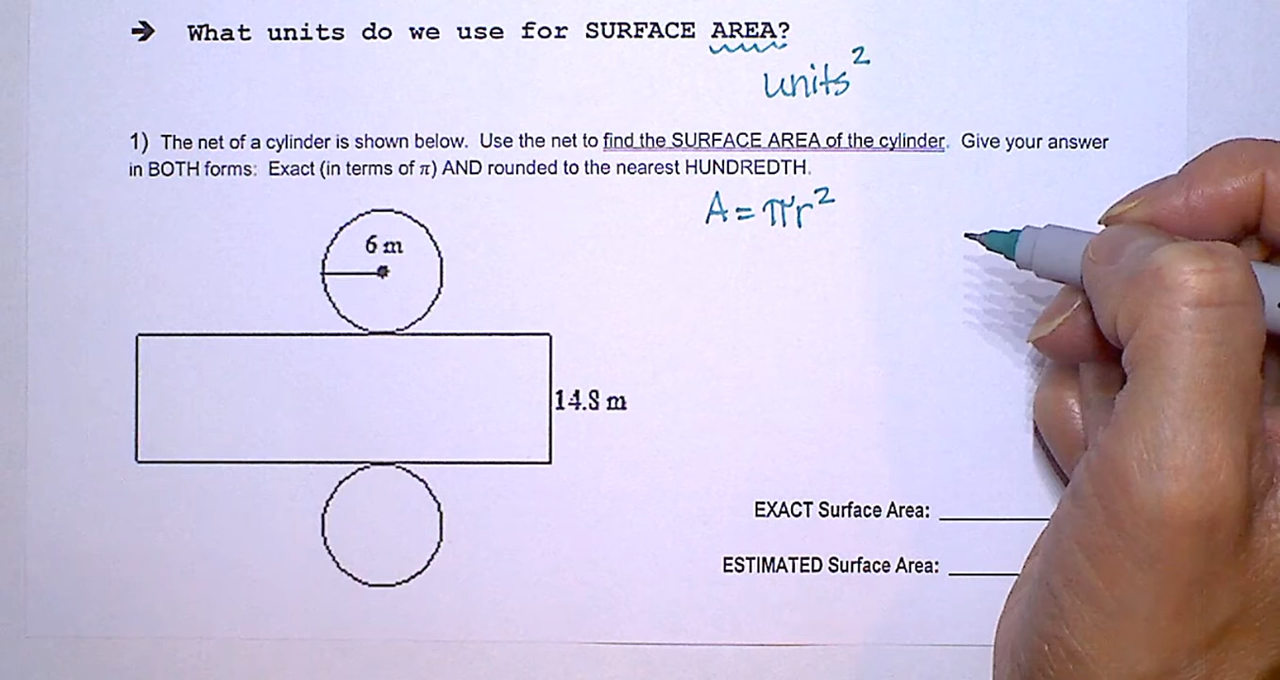 → What units do we use for SURFACE AREA?
units²
1) The net of a cylinder is shown below. Use the net to find the SURFACE AREA of the cylinder. Give your answer
in BOTH forms: Exact (in terms of π) AND rounded to the nearest HUNDREDTH.
A = πr²
6 m
14.8 m
EXACT Surface Area:
ESTIMATED Surface Area: